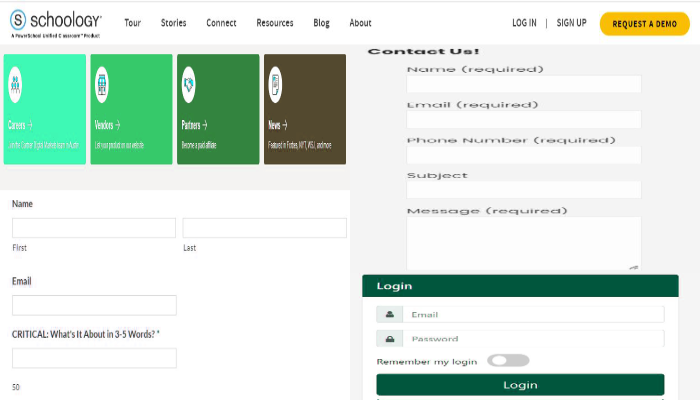 schoology®
A PowerSchool Unified Classroom™ Product
Tour Stories Connect Resources Blog About
LOG IN | SIGN UP REQUEST A DEMO
Careers →
Vendors →
List your product on our website
Partners →
Become a paid affiliate
News →
Featured in Forbes, NYT, WSJ, and more
Name
First Last
Email
CRITICAL: What's It About in 3-5 Words? *
50
Contact Us!
Name (required)
Email (required)
Phone Number (required)
Subject
Message (required)
Login
Email
Password
Remember my login
Login